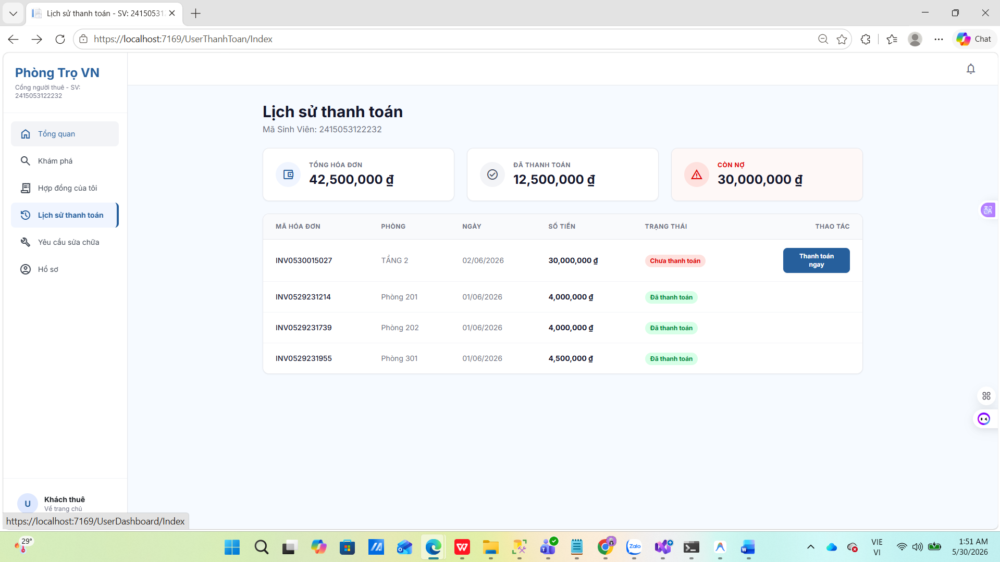 Lịch sử thanh toán - SV: 24150531
https://localhost:7169/UserThanhToan/Index
Chat
Phòng Trọ VN
Cổng người thuê - SV:
2415053122232
Tổng quan
Khám phá
Hợp đồng của tôi
Lịch sử thanh toán
Yêu cầu sửa chữa
Hồ sơ
Lịch sử thanh toán
Mã Sinh Viên: 2415053122232
TỔNG HÓA ĐƠN
42,500,000 ₫
ĐÃ THANH TOÁN
12,500,000 ₫
CÒN NỢ
30,000,000 ₫
MÃ HÓA ĐƠN PHÒNG NGÀY SỐ TIỀN TRẠNG THÁI THAO TÁC
INV0530015027 TẦNG 2 02/06/2026 30,000,000 ₫ Chưa thanh toán Thanh toán
ngay
INV0529231214 Phòng 201 01/06/2026 4,000,000 ₫ Đã thanh toán
INV0529231739 Phòng 202 01/06/2026 4,000,000 ₫ Đã thanh toán
INV0529231955 Phòng 301 01/06/2026 4,500,000 ₫ Đã thanh toán
U
Khách thuê
Về trang chủ
https://localhost:7169/UserDashboard/Index
29°
Zalo
VIE
VI
1:51 AM
5/30/2026